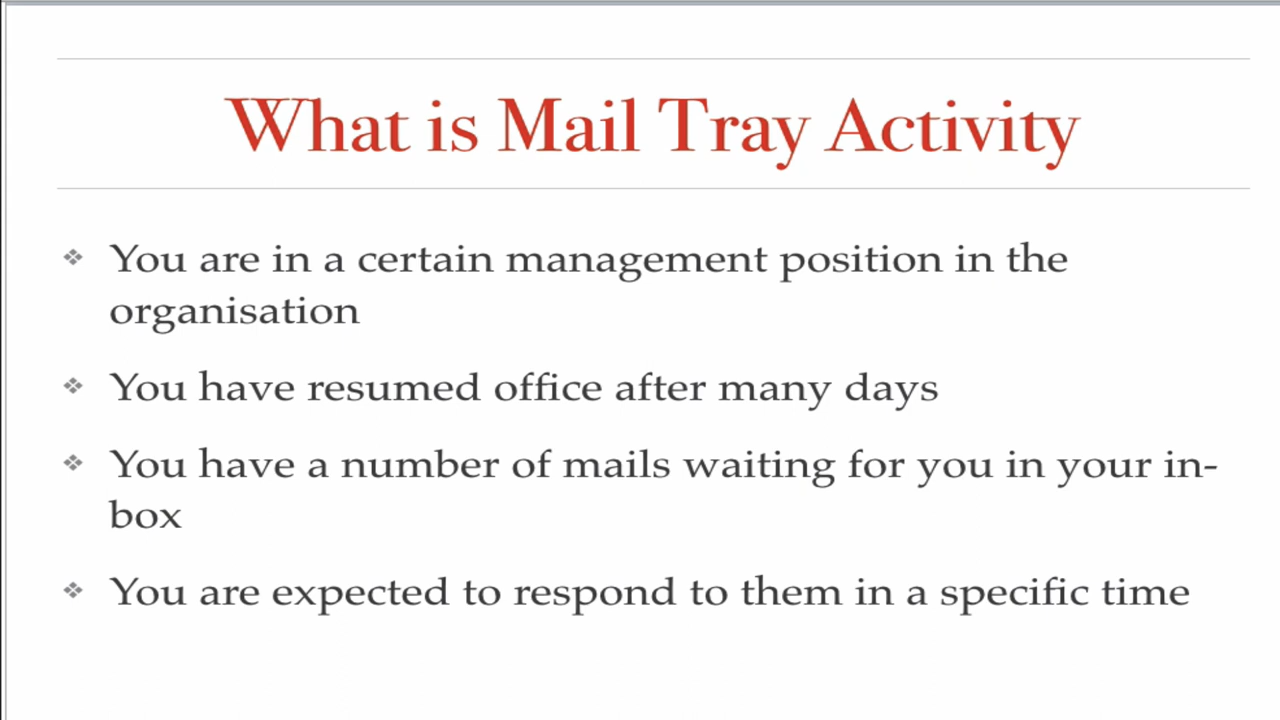 What is Mail Tray Activity
You are in a certain management position in the
organisation
You have resumed office after many days
You have a number of mails waiting for you in your in-
box
You are expected to respond to them in a specific time